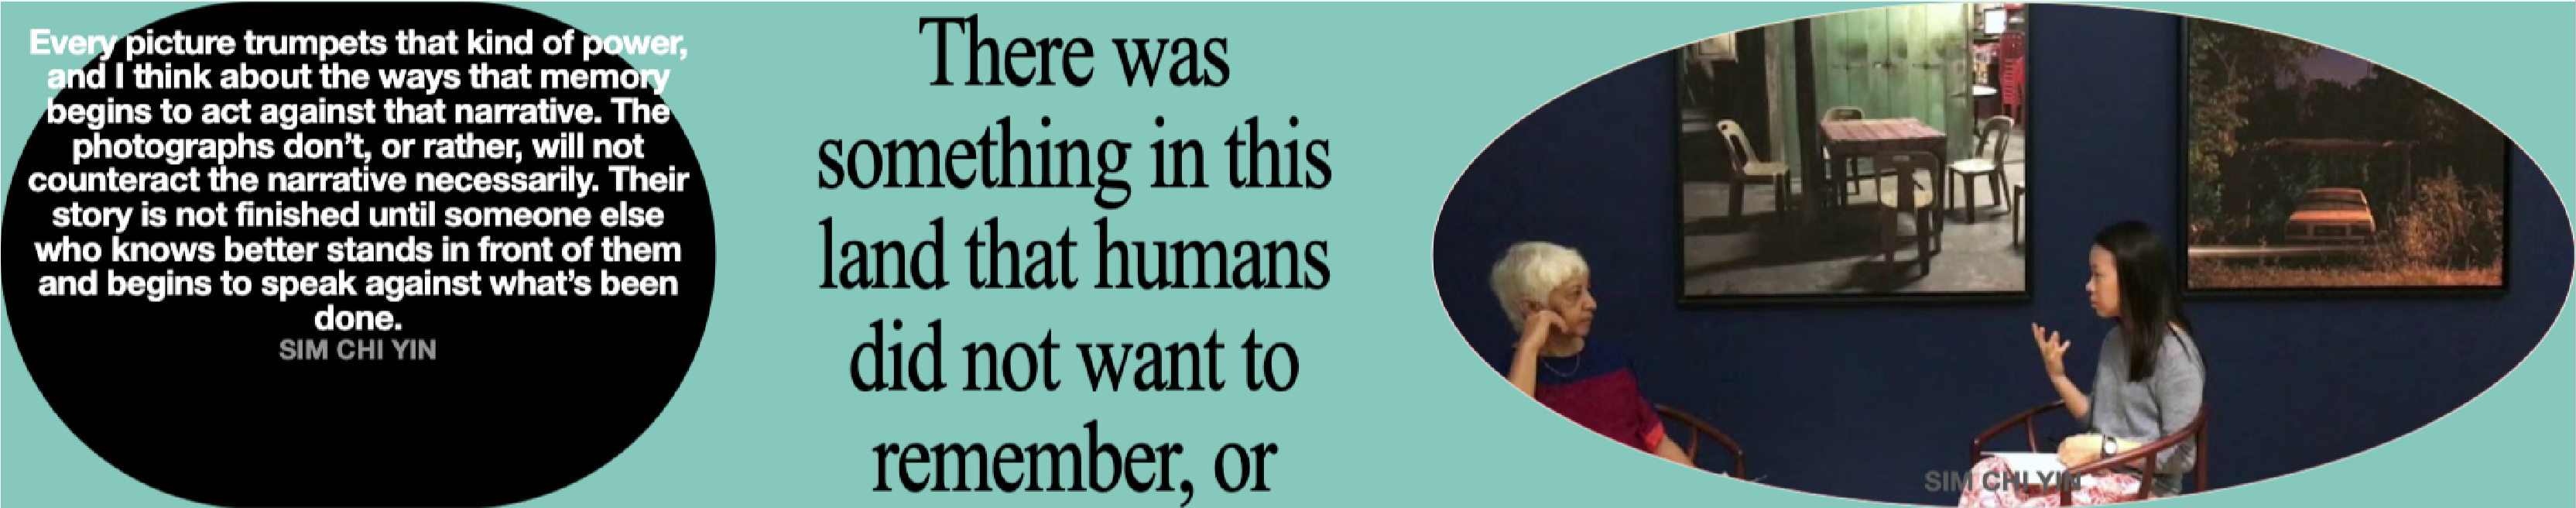 Every picture trumpets that kind of power,
and I think about the ways that memory
begins to act against that narrative. The
photographs don't, or rather, will not
counteract the narrative necessarily. Their
story is not finished until someone else
who knows better stands in front of them
and begins to speak against what's been
done.
SIM CHI YIN
There was
something in this
land that humans
did not want to
remember, or
SIM CHI YIN